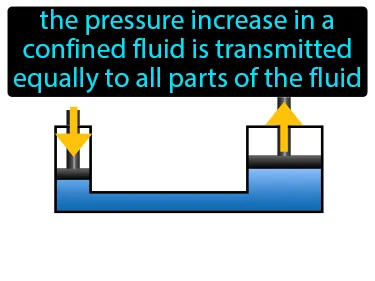 the pressure increase in a
confined fluid is transmitted
equally to all parts of the fluid